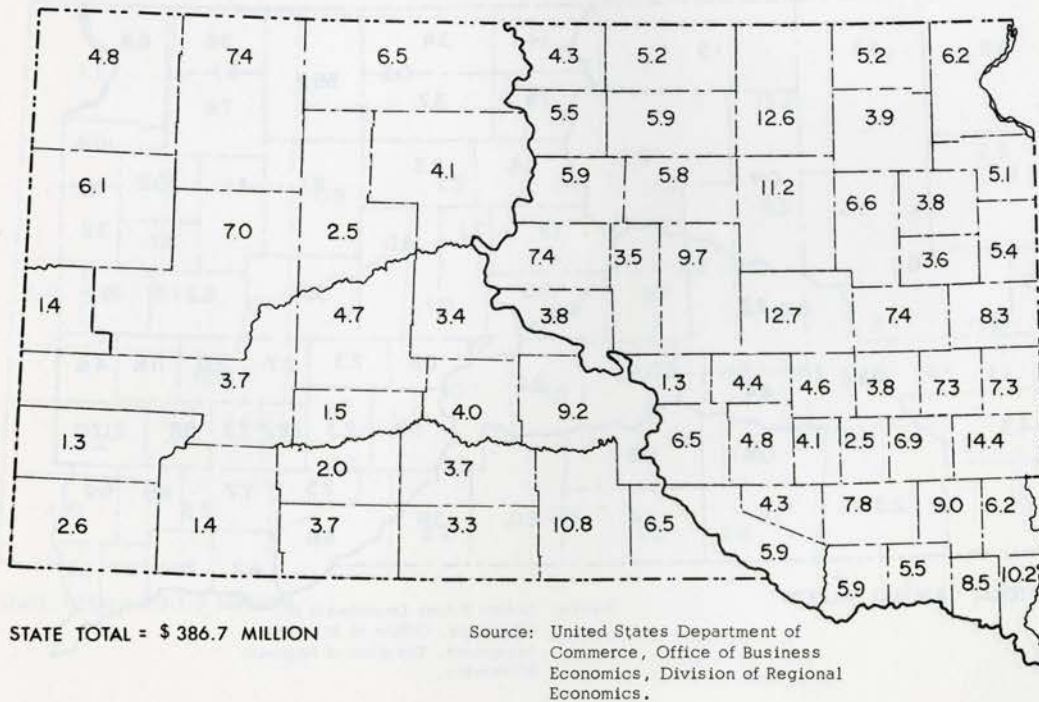 4.8 7.4 6.5 4.3 5.2 5.2 6.2
5.5 5.9 12.6 3.9
4.1 5.9 5.8 11.2 5.1
6.1 6.6 3.8
7.0 2.5 7.4 3.5 9.7 3.6 5.4
1.4 4.7 3.4 3.8 12.7 7.4 8.3
3.7 1.3 4.4 4.6 3.8 7.3 7.3
1.3 1.5 4.0 9.2 6.5 4.8 4.1 2.5 6.9 14.4
2.0 3.7
2.6 1.4 3.7 3.3 10.8 6.5 4.3 7.8 9.0 6.2
5.9 5.9 5.5 8.5 10.2
STATE TOTAL = $ 386.7 MILLION
Source: United States Department of
Commerce, Office of Business
Economics, Division of Regional
Economics.